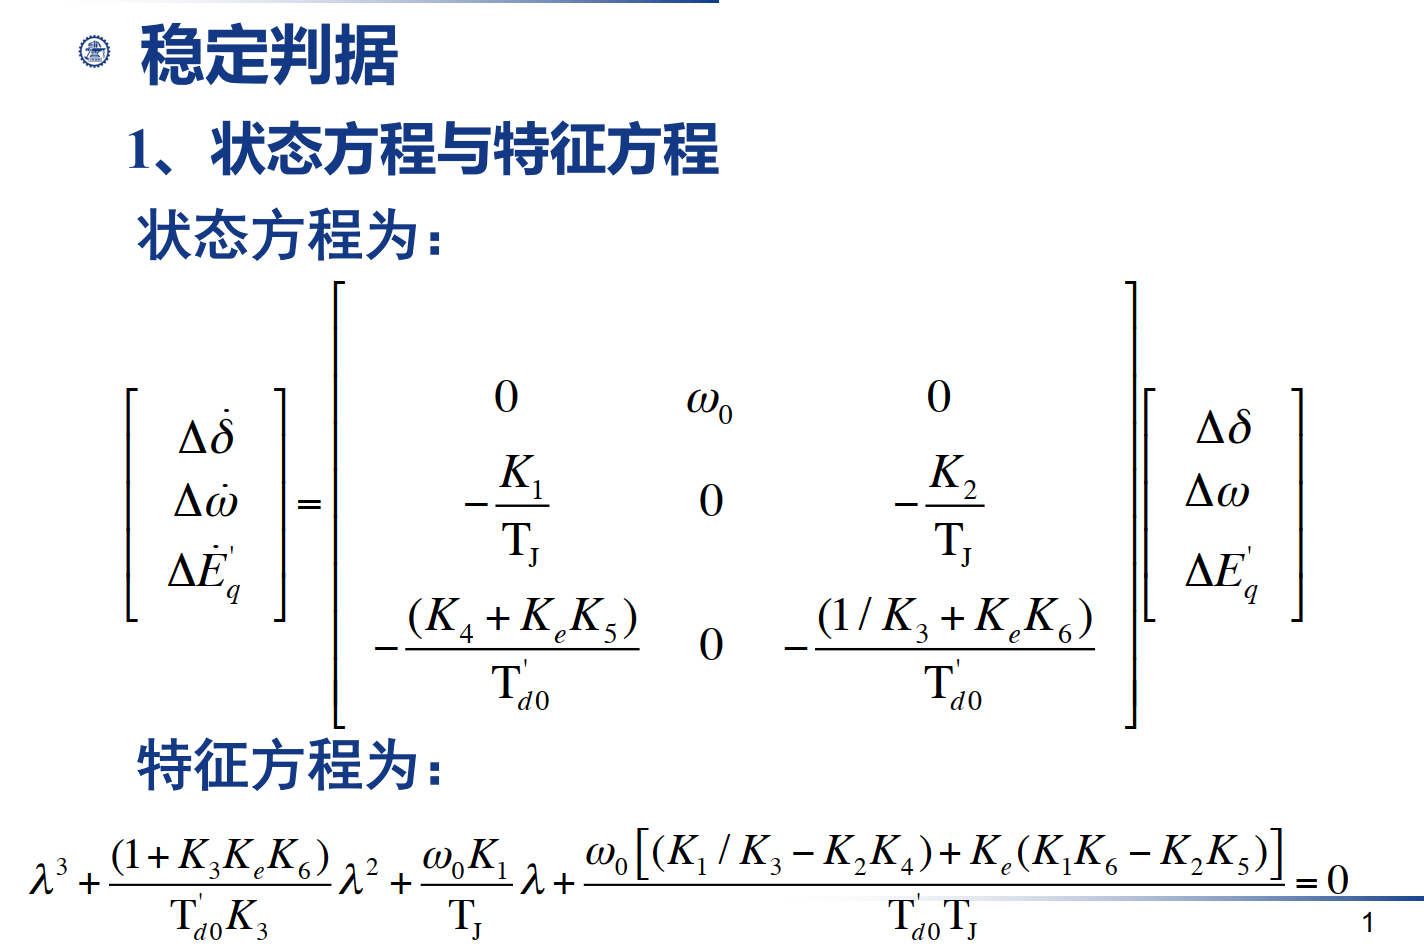 稳定判据
1、状态方程与特征方程
状态方程为：
\begin{bmatrix} \Delta\dot{\delta} \\ \Delta\dot{\omega} \\ \Delta\dot{E}_q^{'} \end{bmatrix} = \begin{bmatrix} 0 & \omega_0 & 0 \\ -\frac{K_1}{T_J} & 0 & -\frac{K_2}{T_J} \\ -\frac{(K_4+K_eK_5)}{T_{d0}^{'}} & 0 & -\frac{(1/K_3+K_eK_6)}{T_{d0}^{'}} \end{bmatrix} \begin{bmatrix} \Delta\delta \\ \Delta\omega \\ \Delta E_q^{'} \end{bmatrix}
特征方程为：
\lambda^3+\frac{(1+K_3K_eK_6)}{T_{d0}^{'}K_3}\lambda^2+\frac{\omega_0K_1}{T_J}\lambda+\frac{\omega_0[(K_1/K_3-K_2K_4)+K_e(K_1K_6-K_2K_5)]}{T_{d0}^{'}T_J}=0
1